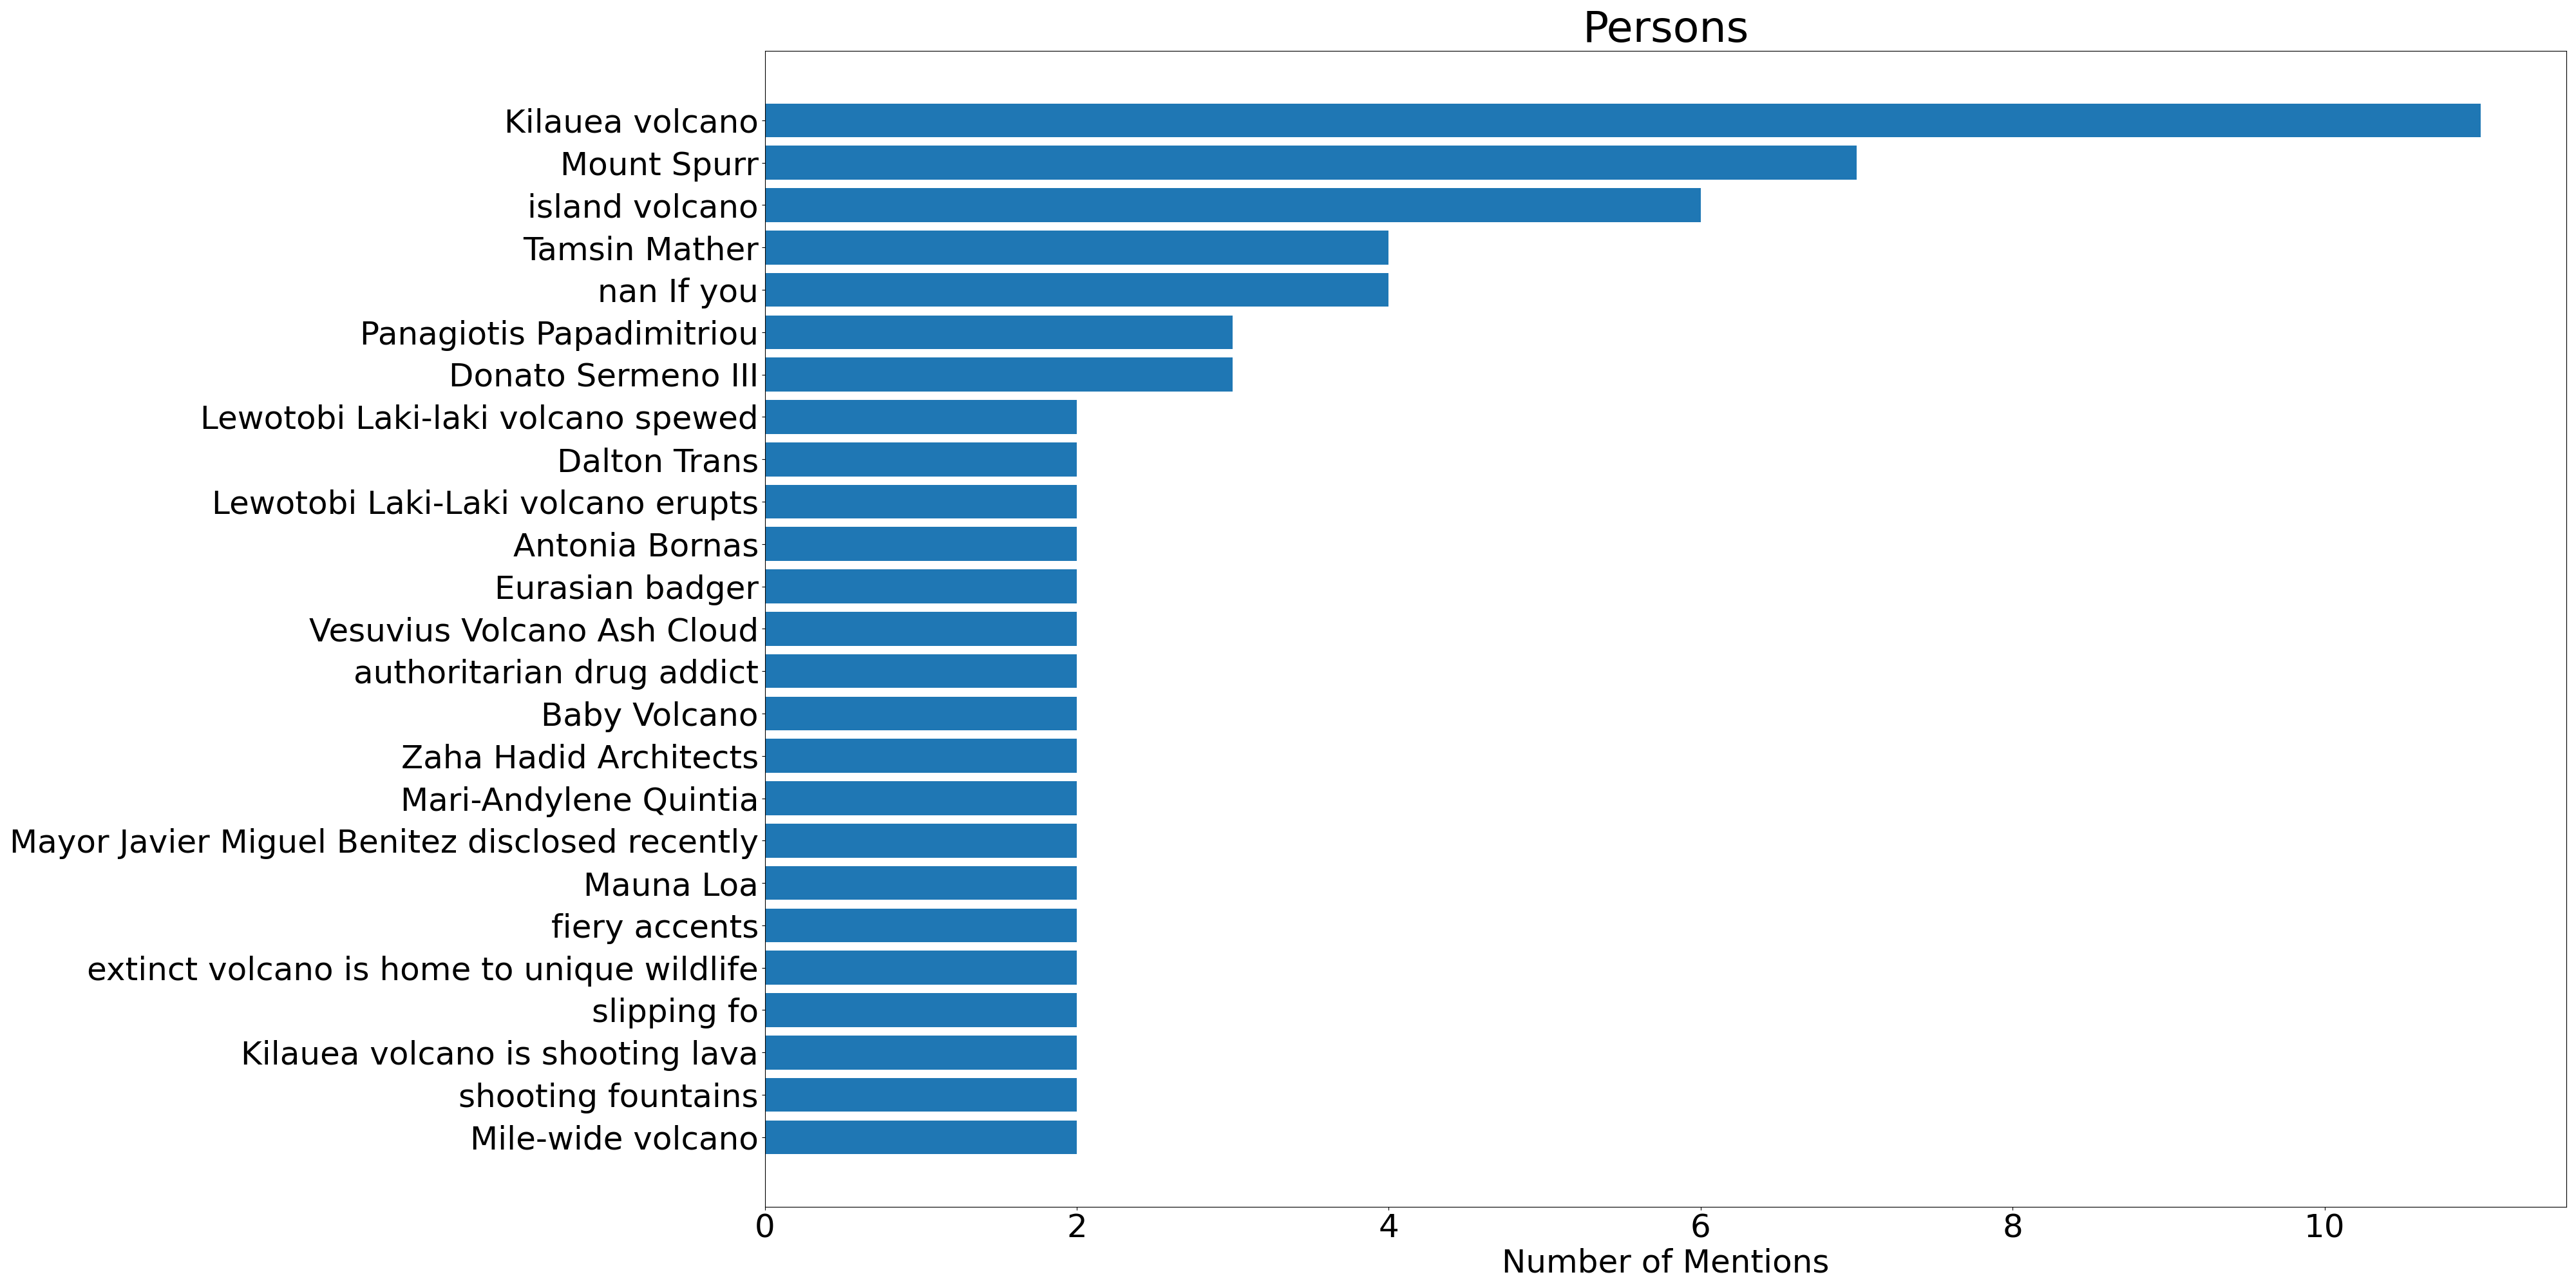 Persons
Kilauea volcano
Mount Spurr
island volcano
Tamsin Mather
nan If you
Panagiotis Papadimitriou
Donato Sermeno III
Lewotobi Laki-laki volcano spewed
Dalton Trans
Lewotobi Laki-Laki volcano erupts
Antonia Bornas
Eurasian badger
Vesuvius Volcano Ash Cloud
authoritarian drug addict
Baby Volcano
Zaha Hadid Architects
Mari-Andylene Quintia
Mayor Javier Miguel Benitez disclosed recently
Mauna Loa
fiery accents
extinct volcano is home to unique wildlife
slipping fo
Kilauea volcano is shooting lava
shooting fountains
Mile-wide volcano
0 2 4 6 8 10
Number of Mentions